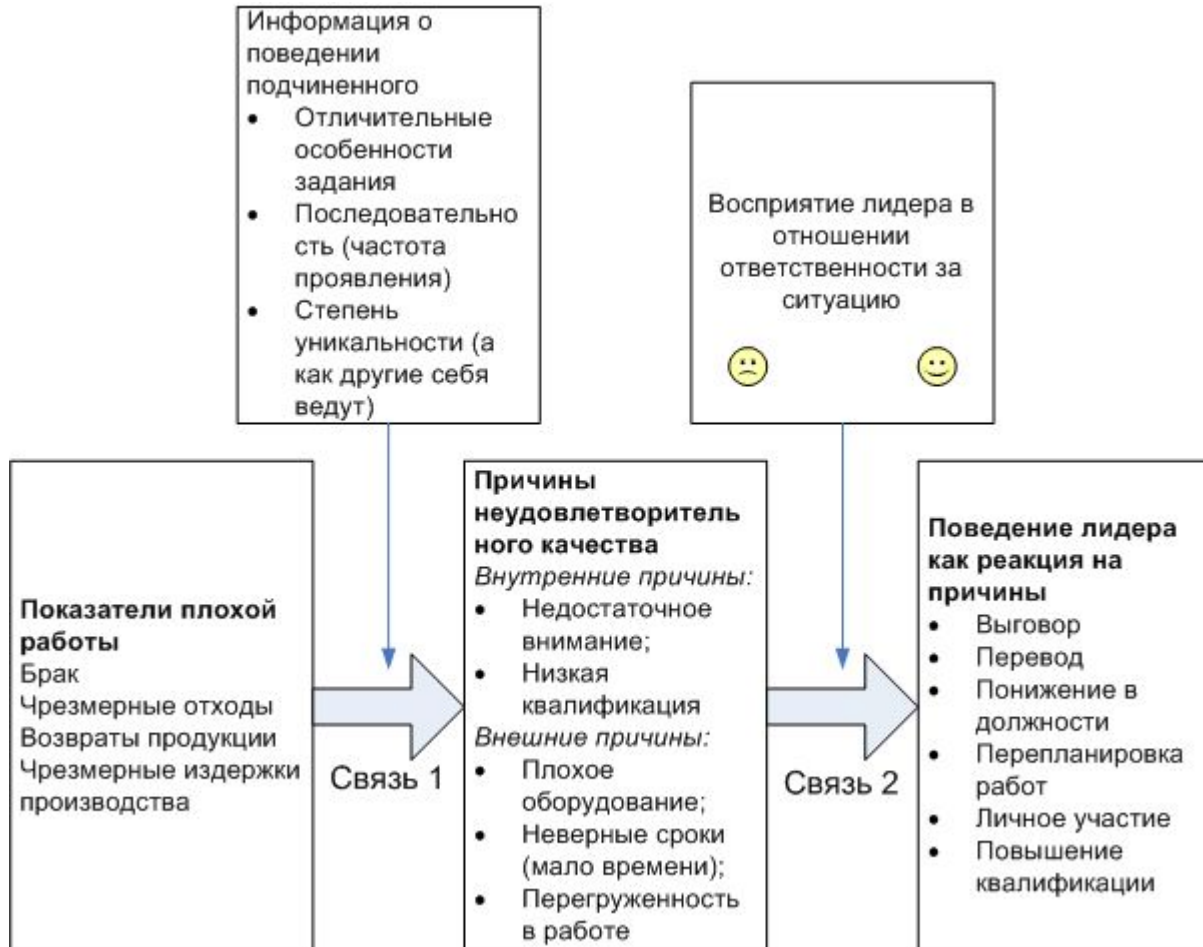 Информация о
поведении
подчиненного
• Отличительные
особенности
задания
• Последовательно
сть (частота
проявления)
• Степень
уникальности (а
как другие себя
ведут)
Восприятие лидера в
отношении
ответственности за
ситуацию
Показатели плохой
работы
Брак
Чрезмерные отходы
Возвраты продукции
Чрезмерные издержки
производства
Связь 1
Причины
неудовлетворитель
ного качества
Внутренние причины:
• Недостаточное
внимание;
• Низкая
квалификация
Внешние причины:
• Плохое
оборудование;
• Неверные сроки
(мало времени);
• Перегруженность
в работе
Связь 2
Поведение лидера
как реакция на
причины
• Выговор
• Перевод
• Понижение в
должности
• Перепланировка
работ
• Личное участие
• Повышение
квалификации